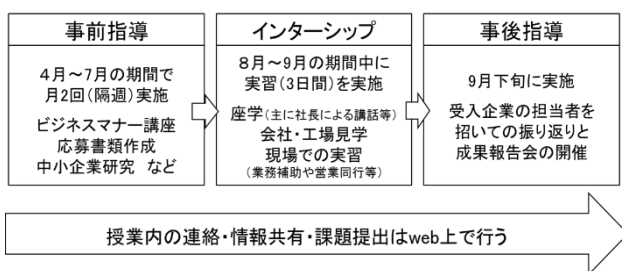 事前指導
4月～7月の期間で
月2回(隔週)実施
ビジネスマナー講座
応募書類作成
中小企業研究 など
インターシップ
8月～9月の期間中に
実習(3日間)を実施
座学(主に社長による講話等)
会社・工場見学
現場での実習
(業務補助や営業同行等)
事後指導
9月下旬に実施
受入企業の担当者を
招いての振り返りと
成果報告会の開催
授業内の連絡・情報共有・課題提出はweb上で行う